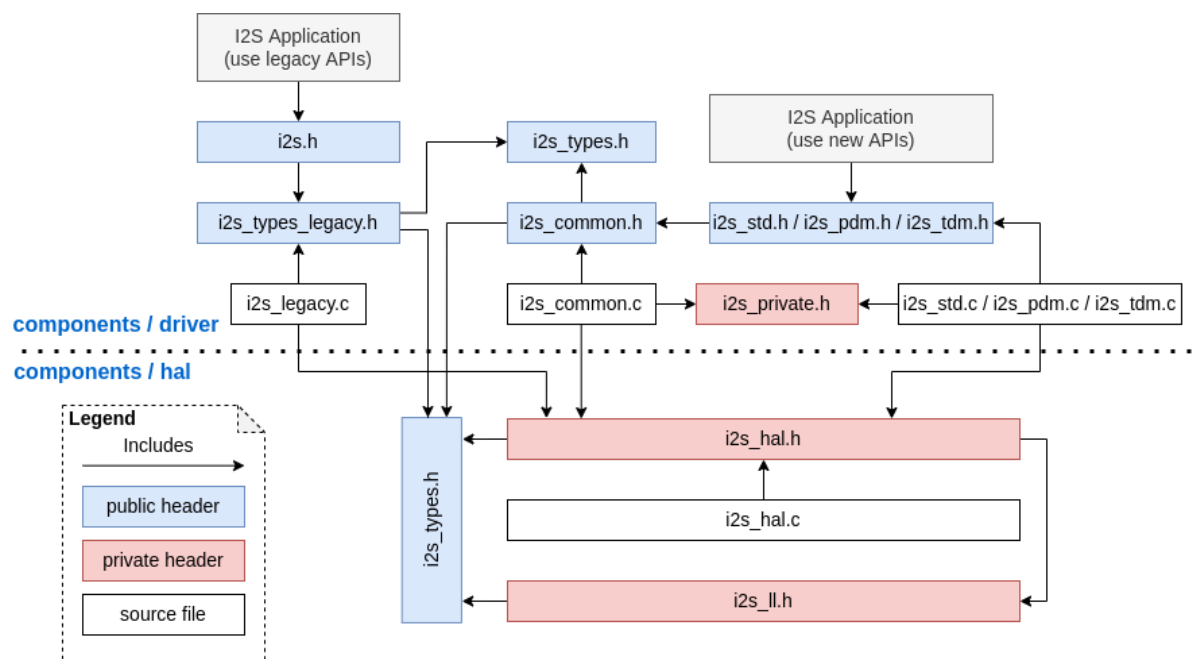 I2S Application
(use legacy APIs)
I2S Application
(use new APIs)
i2s.h
i2s_types.h
i2s_types_legacy.h
i2s_common.h
i2s_std.h / i2s_pdm.h / i2s_tdm.h
i2s_legacy.c
i2s_common.c
i2s_private.h
i2s_std.c / i2s_pdm.c / i2s_tdm.c
components / driver
components / hal
Legend
Includes
public header
private header
source file
i2s_types.h
i2s_hal.h
i2s_hal.c
i2s_ll.h